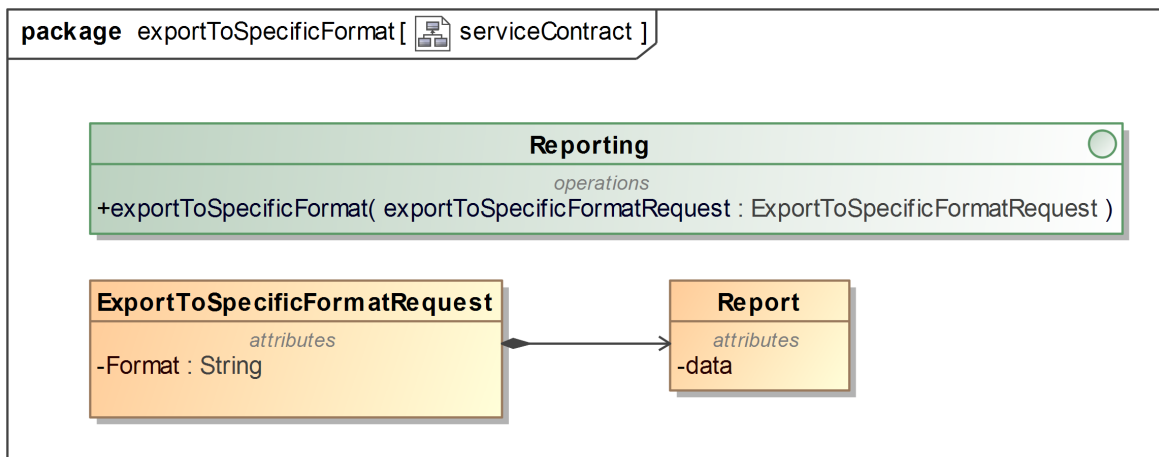 package exportToSpecificFormat[ serviceContract ]
Reporting
operations
+exportToSpecificFormat( exportToSpecificFormatRequest : ExportToSpecificFormatRequest )
ExportToSpecificFormatRequest
attributes
-Format : String
Report
attributes
-data